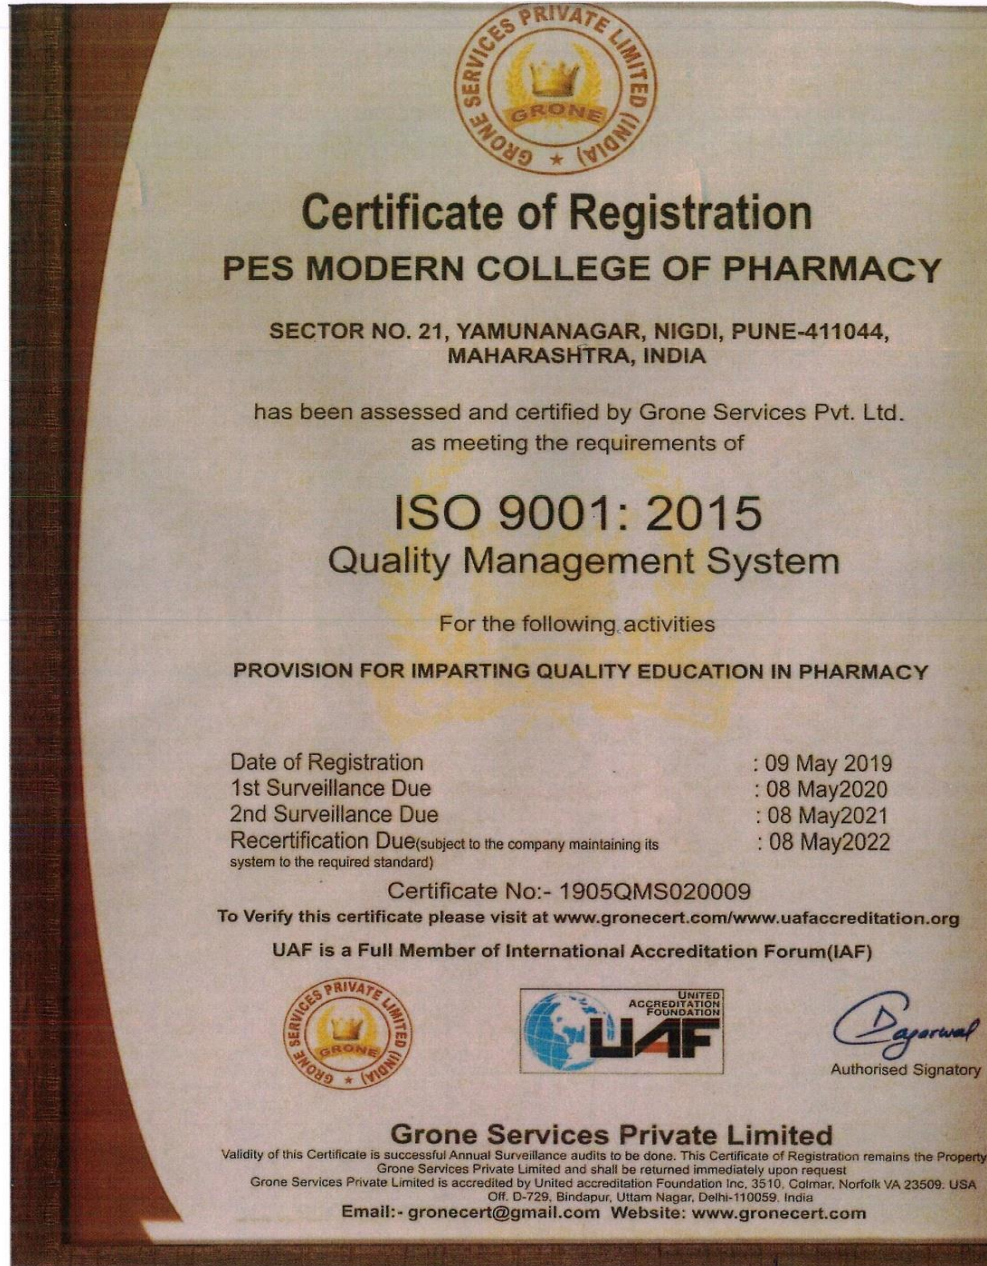 GRONE SERVICES PRIVATE LIMITED (INDIA)
GRONE
Certificate of Registration
PES MODERN COLLEGE OF PHARMACY
SECTOR NO. 21, YAMUNANAGAR, NIGDI, PUNE-411044,
MAHARASHTRA, INDIA
has been assessed and certified by Grone Services Pvt. Ltd.
as meeting the requirements of
ISO 9001: 2015
Quality Management System
For the following activities
PROVISION FOR IMPARTING QUALITY EDUCATION IN PHARMACY
Date of Registration : 09 May 2019
1st Surveillance Due : 08 May2020
2nd Surveillance Due : 08 May2021
Recertification Due(subject to the company maintaining its : 08 May2022
system to the required standard)
Certificate No:- 1905QMS020009
To Verify this certificate please visit at www.gronecert.com/www.uafaccreditation.org
UAF is a Full Member of International Accreditation Forum(IAF)
GRONE SERVICES PRIVATE LIMITED (INDIA)
GRONE
UNITED
ACCREDITATION
FOUNDATION
UAF
Dagarwal
Authorised Signatory
Grone Services Private Limited
Validity of this Certificate is successful Annual Surveillance audits to be done. This Certificate of Registration remains the Property
Grone Services Private Limited and shall be returned immediately upon request
Grone Services Private Limited is accredited by United accreditation Foundation Inc, 3510, Colmar, Norfolk VA 23509. USA
Off. D-729, Bindapur, Uttam Nagar, Delhi-110059, India
Email:- gronecert@gmail.com Website: www.gronecert.com